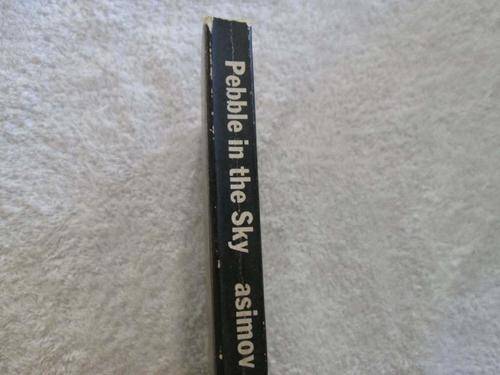 Pebble in the Sky asimov